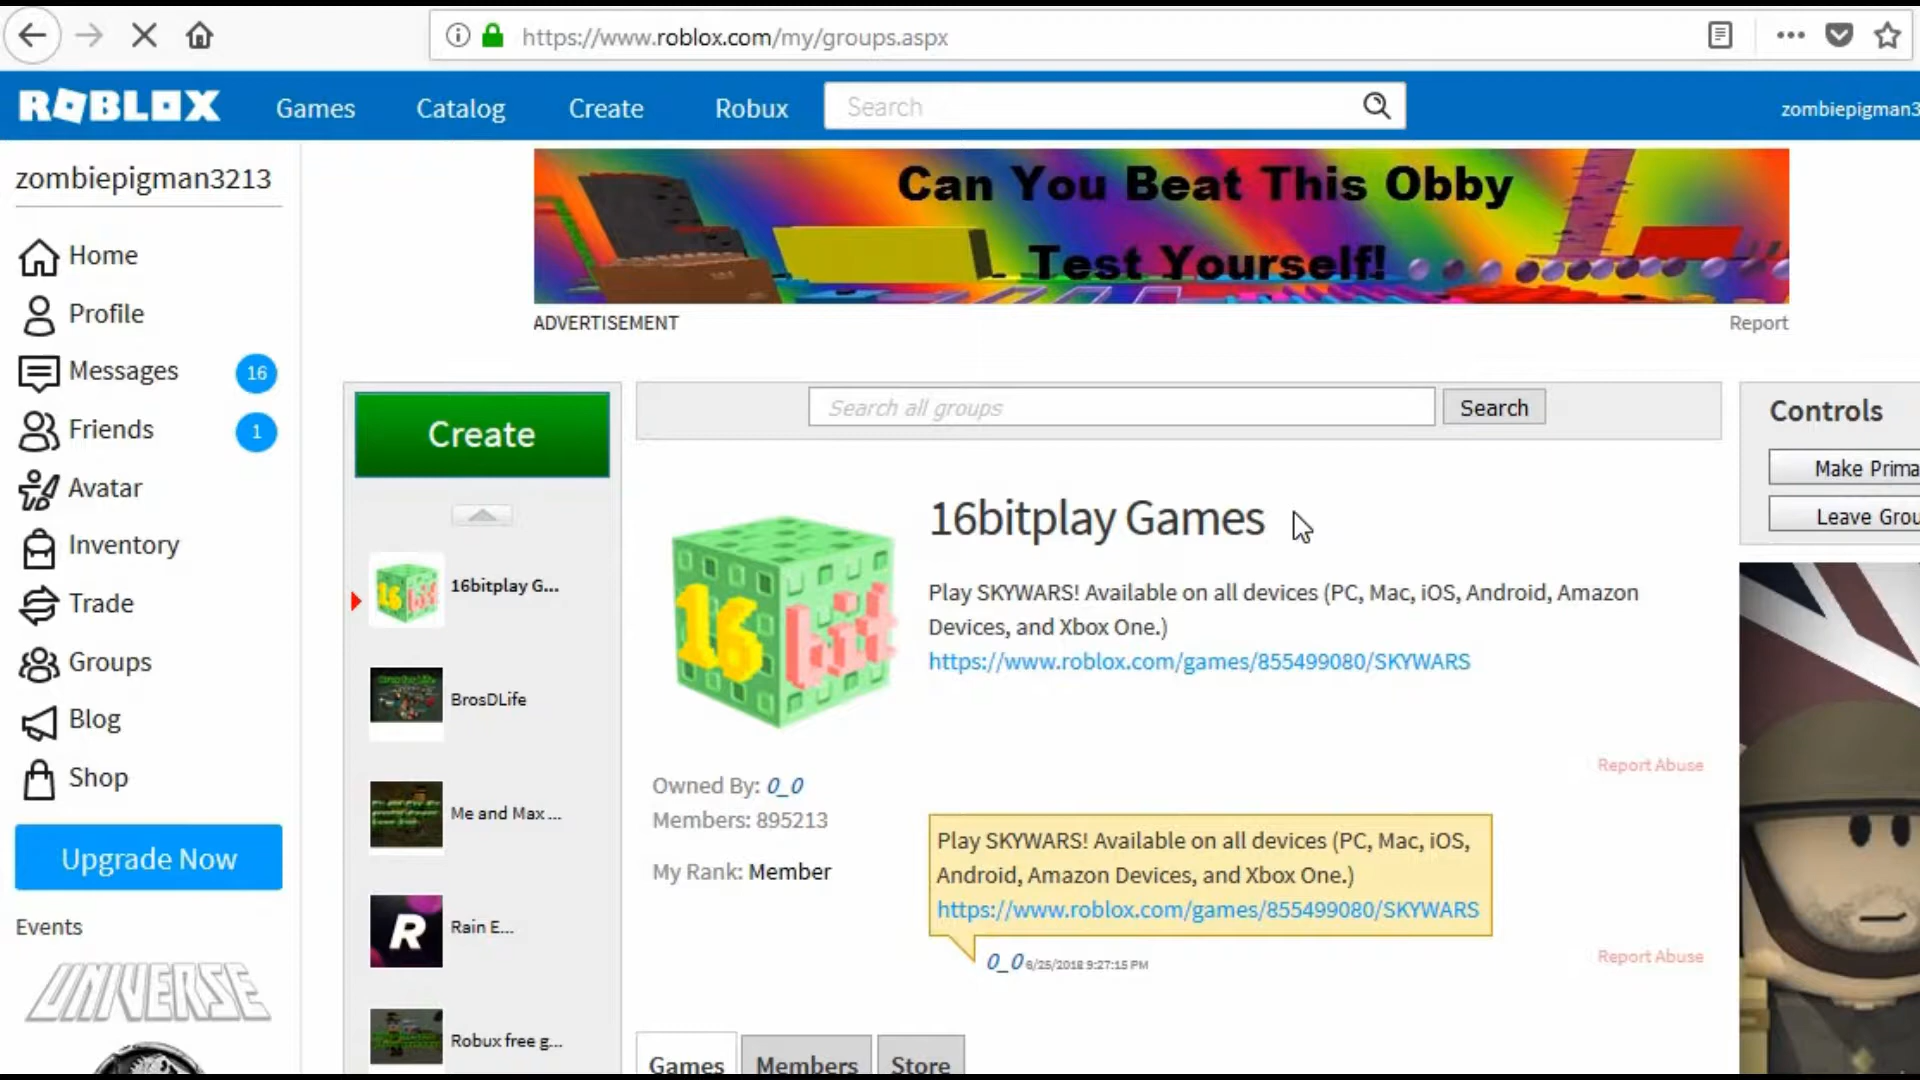 https://www.roblox.com/my/groups.aspx
ROBLOX
Games
Catalog
Create
Robux
Search
zombiepigman3
zombiepigman3213
Home
Profile
Messages
16
Friends
1
Avatar
Inventory
Trade
Groups
Blog
Shop
Upgrade Now
Events
UNIVERSE
Can You Beat This Obby
Test Yourself!
ADVERTISEMENT
Report
Create
16bitplay G...
BrosDLife
Me and Max ...
R
Rain E...
Robux free g...
Search all groups
Search
16 bit
16bitplay Games
Play SKYWARS! Available on all devices (PC, Mac, iOS, Android, Amazon
Devices, and Xbox One.)
https://www.roblox.com/games/855499080/SKYWARS
Report Abuse
Owned By: 0_0
Members: 895213
My Rank: Member
Play SKYWARS! Available on all devices (PC, Mac, iOS,
Android, Amazon Devices, and Xbox One.)
https://www.roblox.com/games/855499080/SKYWARS
0_0 6/25/2018 9:27:15 PM
Report Abuse
Games
Members
Store
Controls
Make Prima
Leave Grou